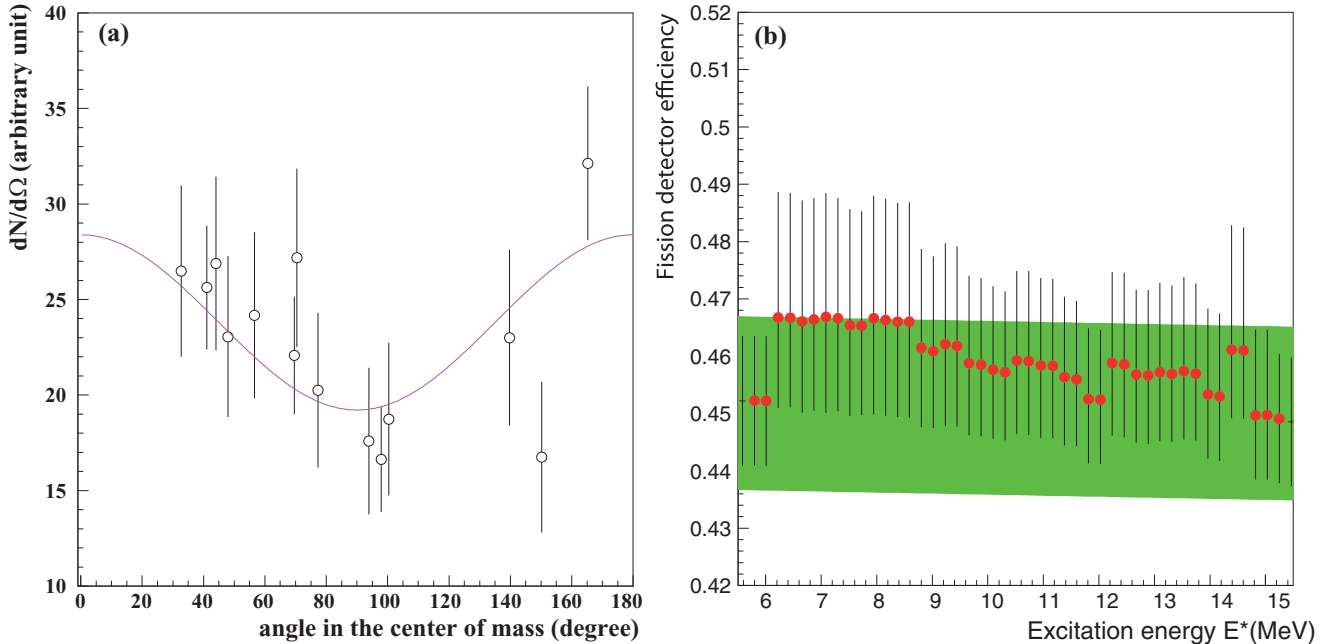 (a)
dN/dΩ (arbitrary unit)
40
35
30
25
20
15
10
0 20 40 60 80 100 120 140 160 180
angle in the center of mass (degree)
(b)
Fission detector efficiency
0.52
0.51
0.5
0.49
0.48
0.47
0.46
0.45
0.44
0.43
0.42
6 7 8 9 10 11 12 13 14 15
Excitation energy E*(MeV)